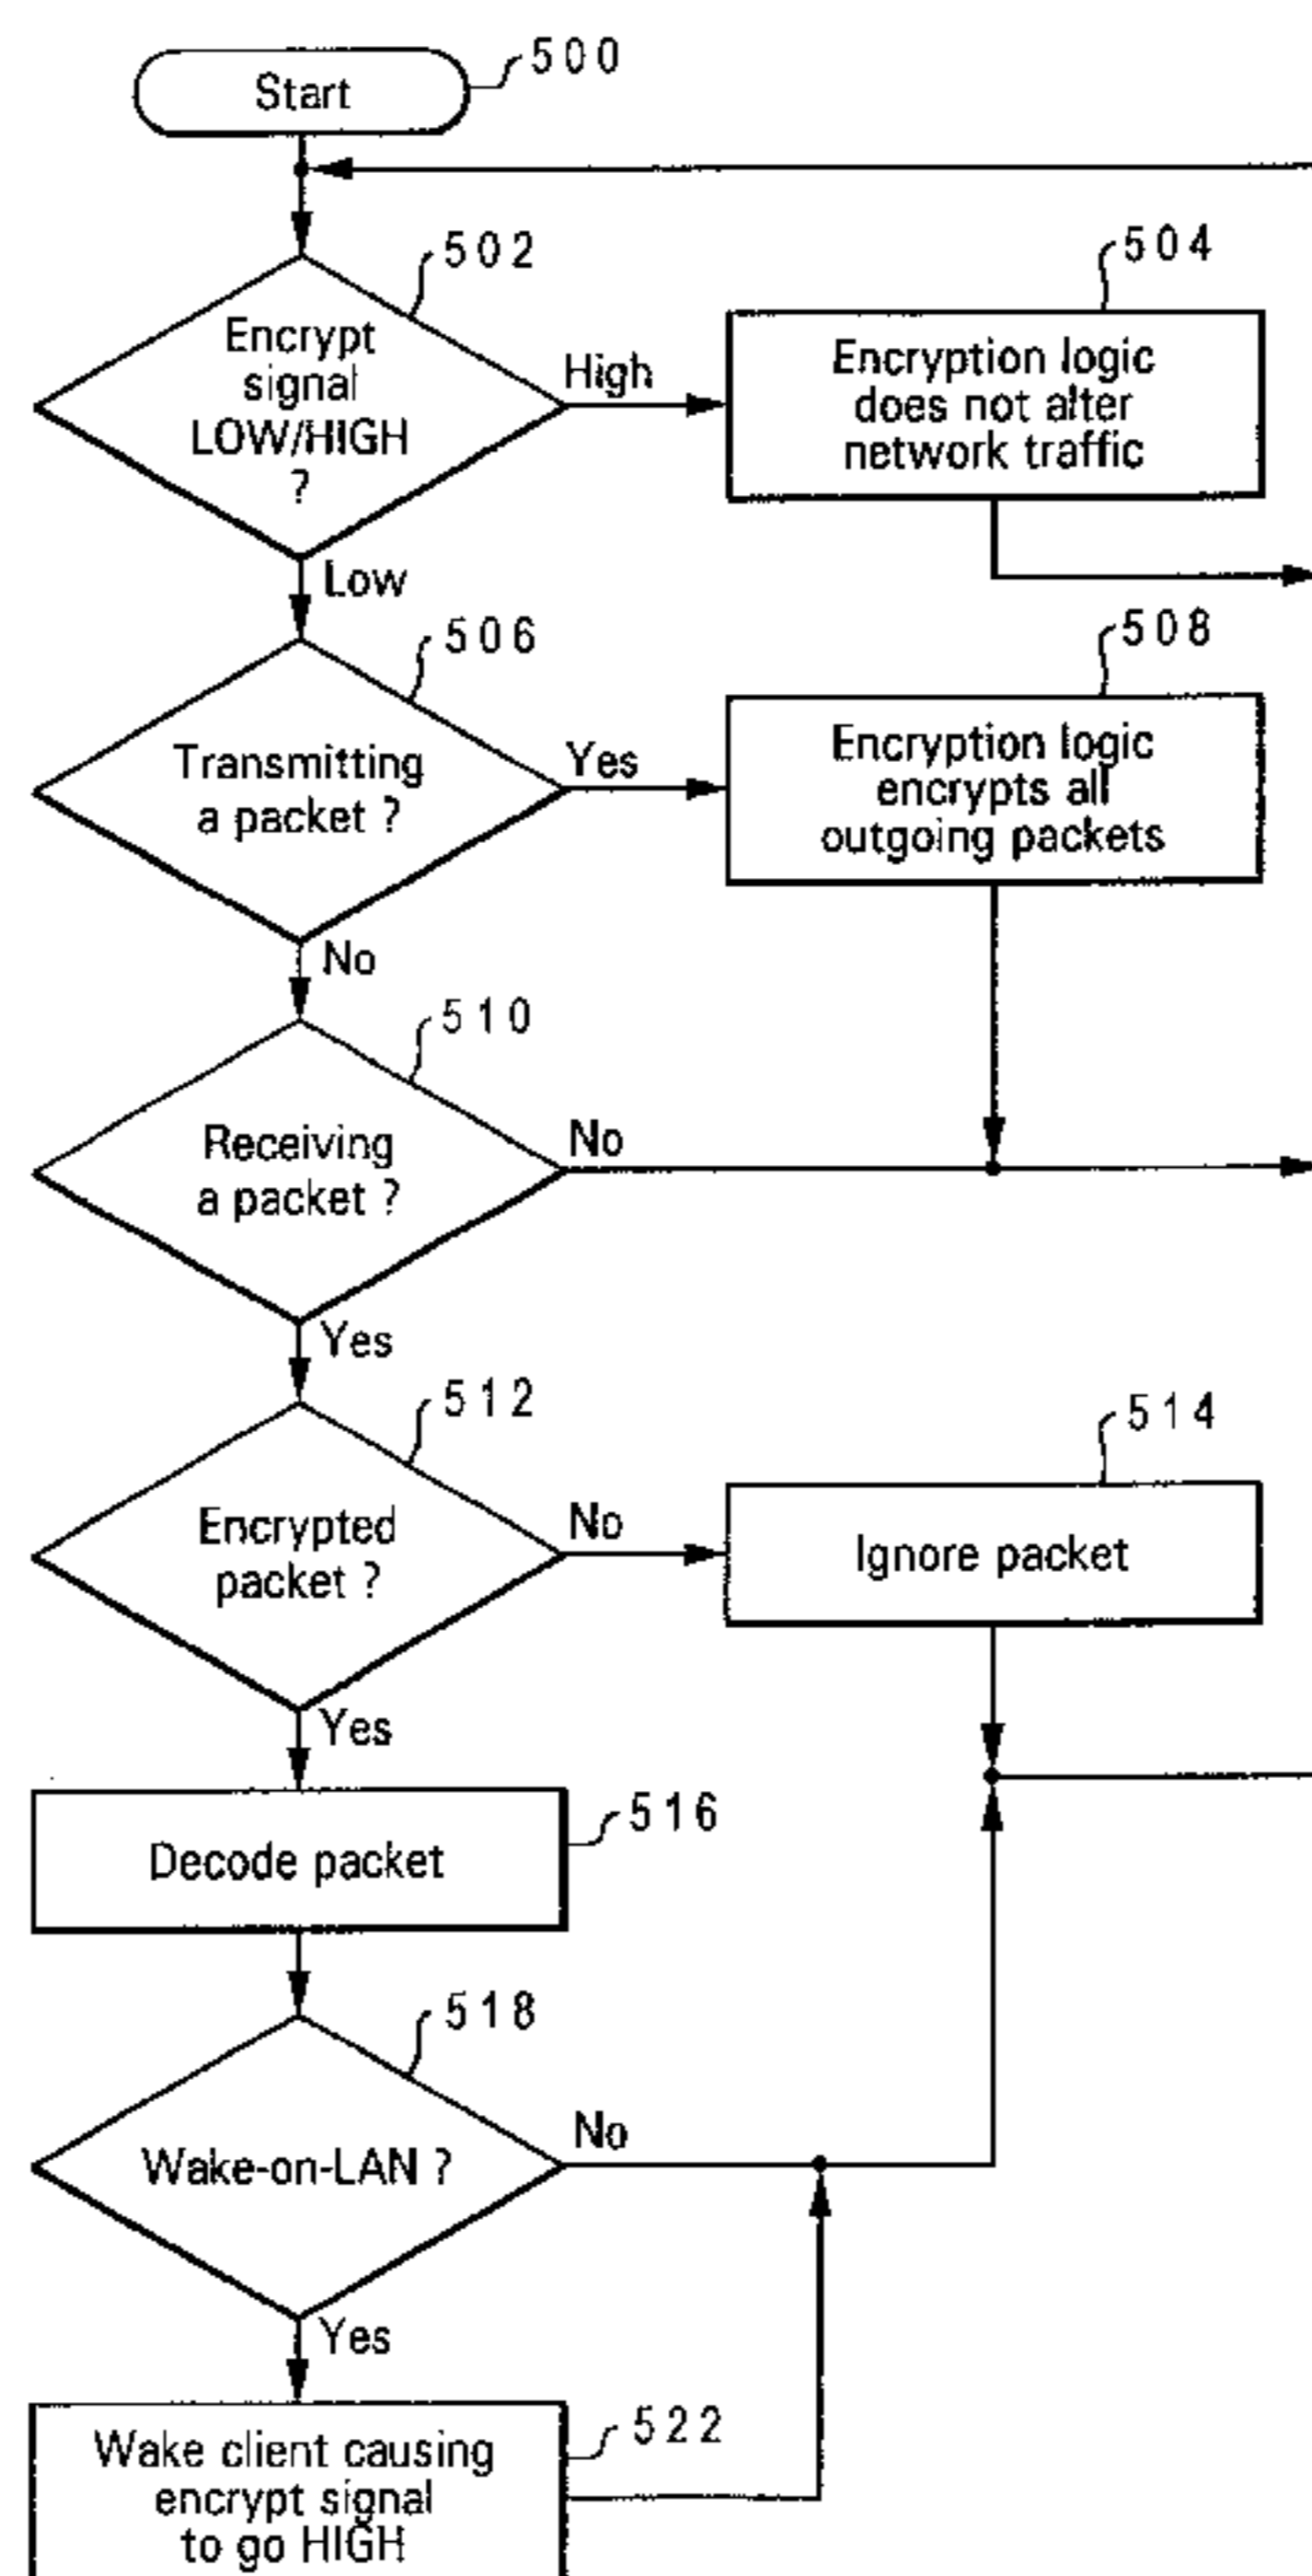 Start
500
502
Encrypt
signal
LOW/HIGH
?
High
504
Encryption logic
does not alter
network traffic
Low
506
Transmitting
a packet ?
Yes
508
Encryption logic
encrypts all
outgoing packets
No
510
Receiving
a packet ?
No
Yes
512
Encrypted
packet ?
No
514
Ignore packet
Yes
516
Decode packet
518
Wake-on-LAN ?
No
Yes
522
Wake client causing
encrypt signal
to go HIGH